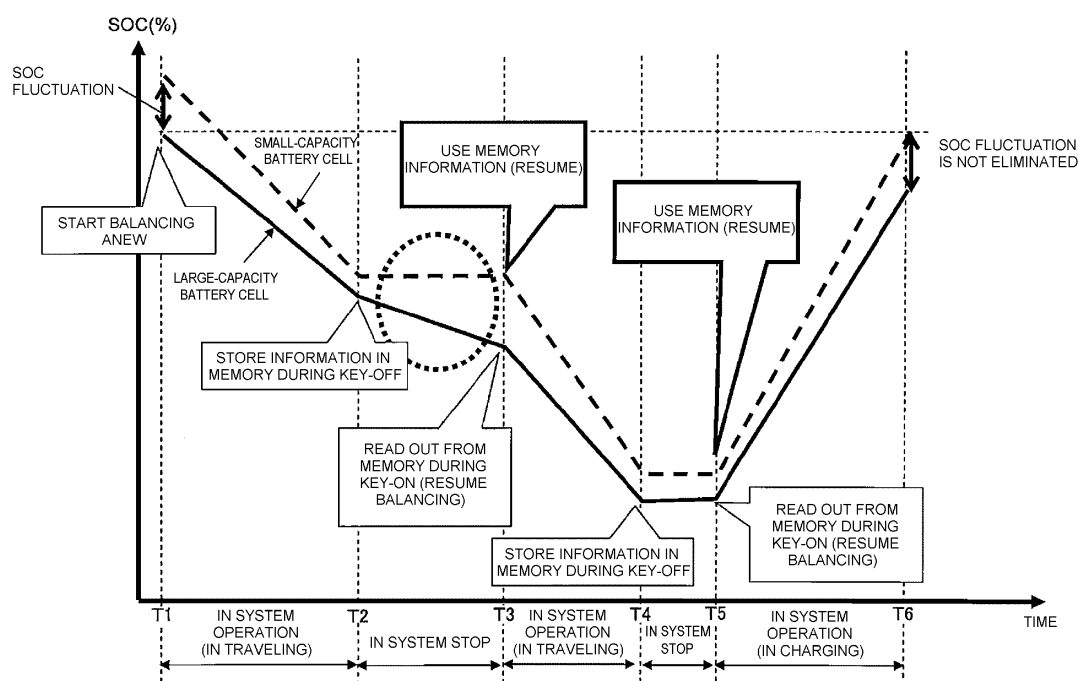 SOC(%)
SOC
FLUCTUATION
SMALL-CAPACITY
BATTERY CELL
USE MEMORY
INFORMATION (RESUME)
SOC FLUCTUATION
IS NOT ELIMINATED
START BALANCING
ANEW
USE MEMORY
INFORMATION (RESUME)
LARGE-CAPACITY
BATTERY CELL
STORE INFORMATION IN
MEMORY DURING KEY-OFF
READ OUT FROM
MEMORY DURING
KEY-ON (RESUME
BALANCING)
READ OUT FROM
MEMORY DURING
KEY-ON (RESUME
BALANCING)
STORE INFORMATION IN
MEMORY DURING KEY-OFF
T1
T2
T3
T4
T5
T6
TIME
IN SYSTEM
OPERATION
(IN TRAVELING)
IN SYSTEM STOP
IN SYSTEM
OPERATION
(IN TRAVELING)
IN SYSTEM
STOP
IN SYSTEM
OPERATION
(IN CHARGING)